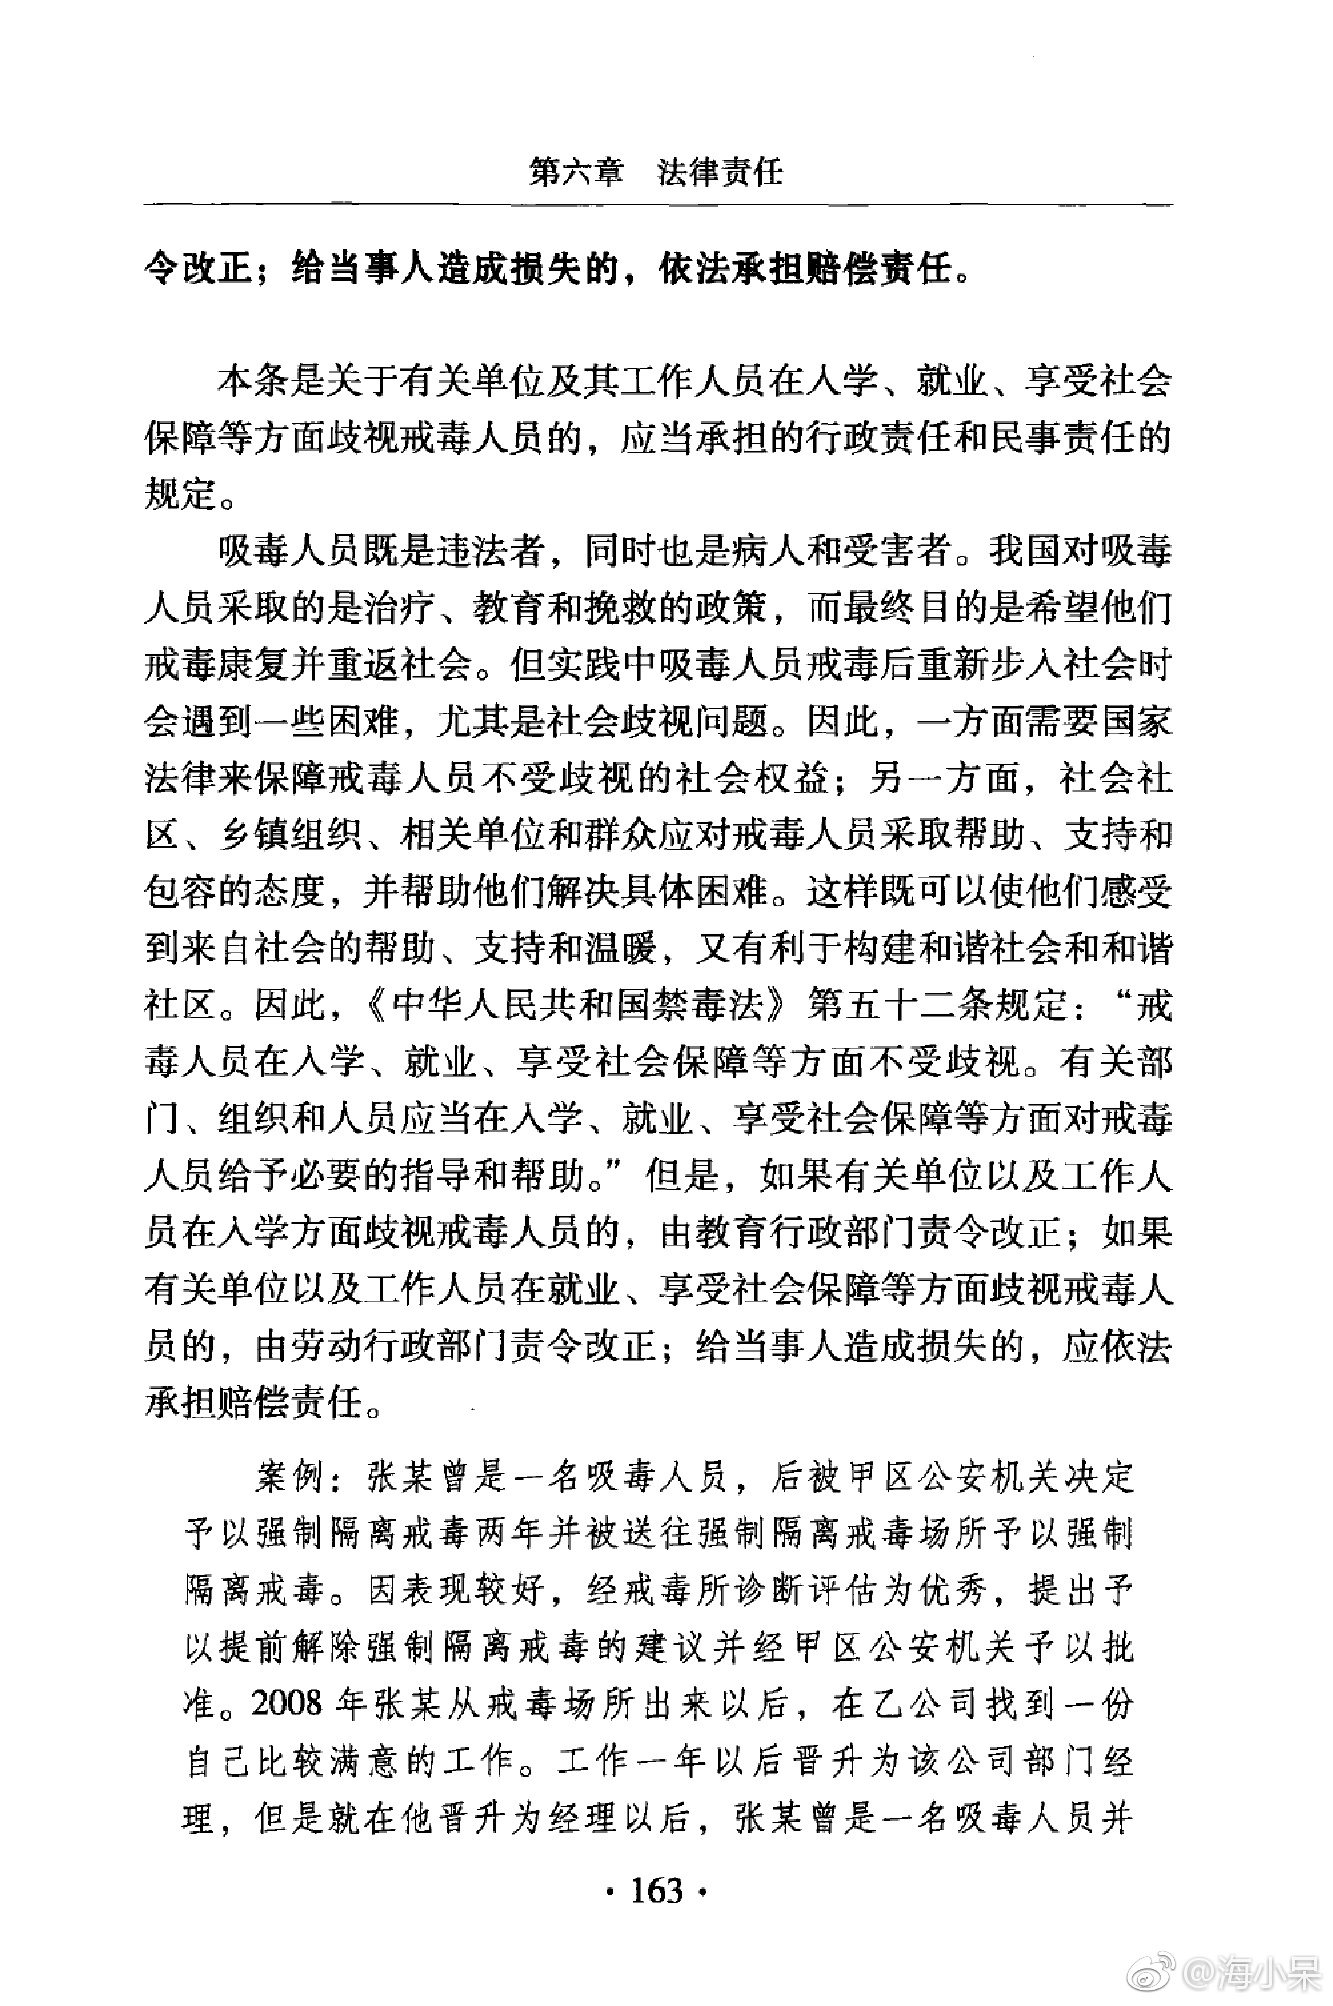 第六章　法律责任
令改正；给当事人造成损失的，依法承担赔偿责任。
本条是关于有关单位及其工作人员在入学、就业、享受社会
保障等方面歧视戒毒人员的，应当承担的行政责任和民事责任的
规定。
吸毒人员既是违法者，同时也是病人和受害者。我国对吸毒
人员采取的是治疗、教育和挽救的政策，而最终目的是希望他们
戒毒康复并重返社会。但实践中吸毒人员戒毒后重新步入社会时
会遇到一些困难，尤其是社会歧视问题。因此，一方面需要国家
法律来保障戒毒人员不受歧视的社会权益；另一方面，社会社
区、乡镇组织、相关单位和群众应对戒毒人员采取帮助、支持和
包容的态度，并帮助他们解决具体困难。这样既可以使他们感受
到来自社会的帮助、支持和温暖，又有利于构建和谐社会和和谐
社区。因此，《中华人民共和国禁毒法》第五十二条规定：“戒
毒人员在入学、就业、享受社会保障等方面不受歧视。有关部
门、组织和人员应当在入学、就业、享受社会保障等方面对戒毒
人员给予必要的指导和帮助。”但是，如果有关单位以及工作人
员在入学方面歧视戒毒人员的，由教育行政部门责令改正；如果
有关单位以及工作人员在就业、享受社会保障等方面歧视戒毒人
员的，由劳动行政部门责令改正；给当事人造成损失的，应依法
承担赔偿责任。
案例：张某曾是一名吸毒人员，后被甲区公安机关决定
予以强制隔离戒毒两年并被送往强制隔离戒毒场所予以强制
隔离戒毒。因表现较好，经戒毒所诊断评估为优秀，提出予
以提前解除强制隔离戒毒的建议并经甲区公安机关予以批
准。2008年张某从戒毒场所出来以后，在乙公司找到一份
自己比较满意的工作。工作一年以后晋升为该公司部门经
理，但是就在他晋升为经理以后，张某曾是一名吸毒人员并
· 163 ·
@海小呆